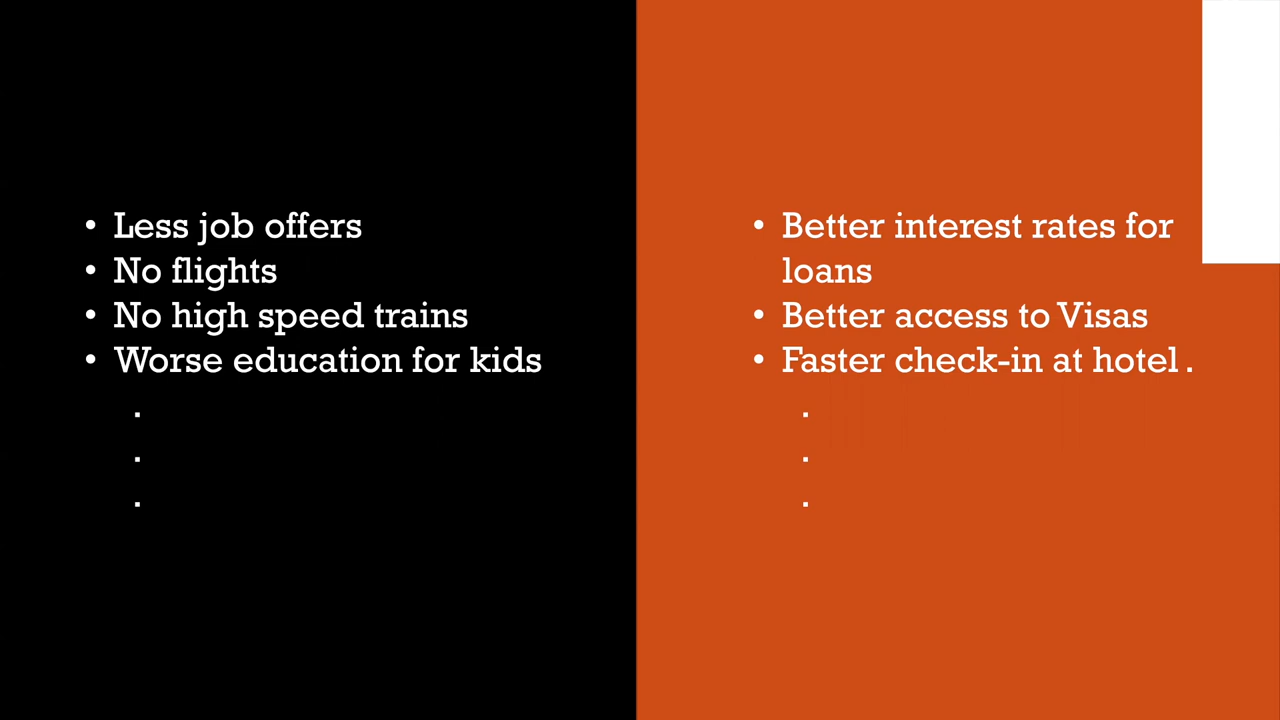 • Less job offers
• No flights
• No high speed trains
• Worse education for kids
.
.
.
• Better interest rates for
loans
• Better access to Visas
• Faster check-in at hotel .
.
.
.